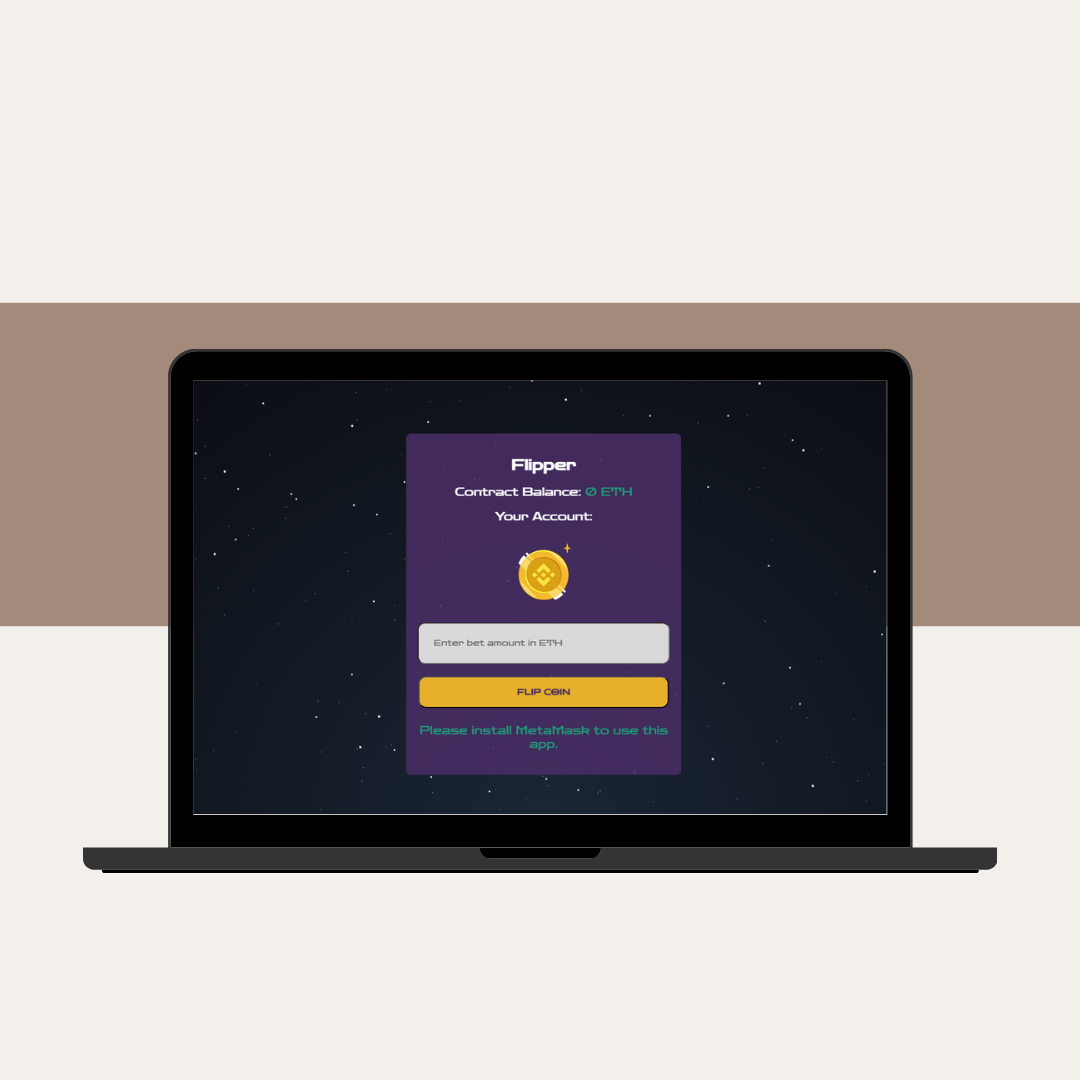 Flipper
Contract Balance: 0 ETH
Your Account:
Enter bet amount in ETH
FLIP COIN
Please install MetaMask to use this
app.